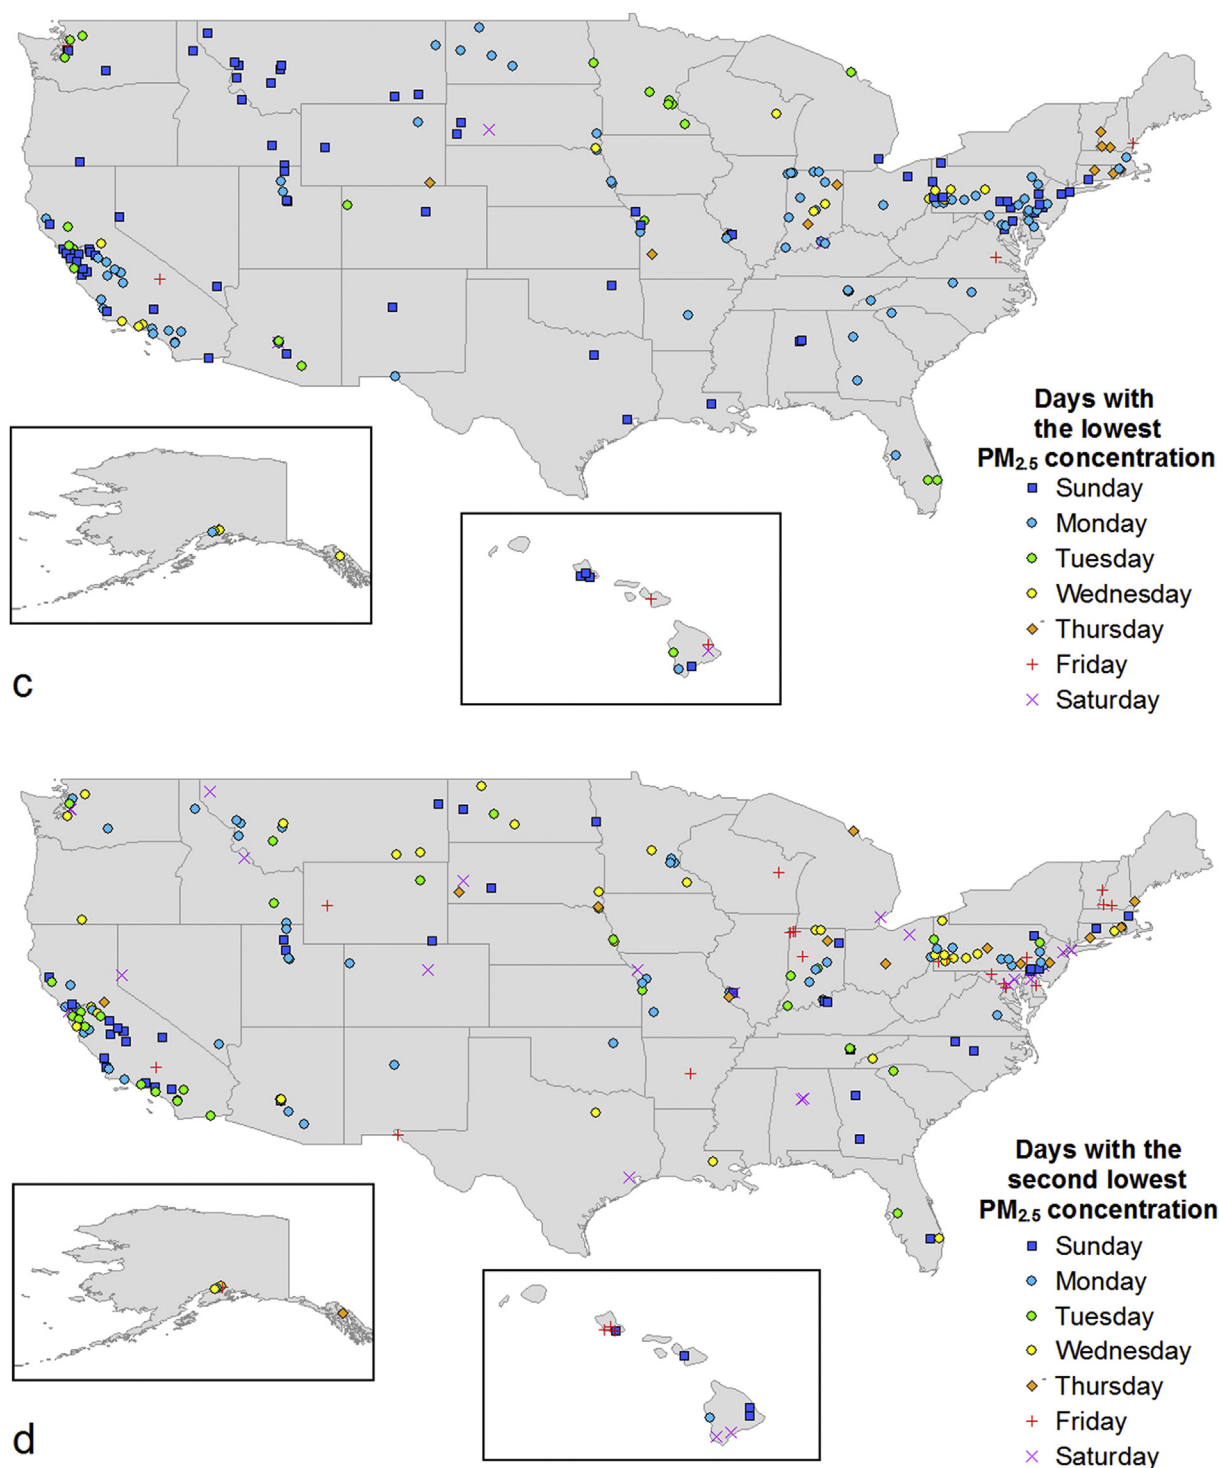 Days with
the lowest
PM2.5 concentration
Sunday
Monday
Tuesday
Wednesday
Thursday
Friday
Saturday
c
Days with the
second lowest
PM2.5 concentration
Sunday
Monday
Tuesday
Wednesday
Thursday
Friday
Saturday
d